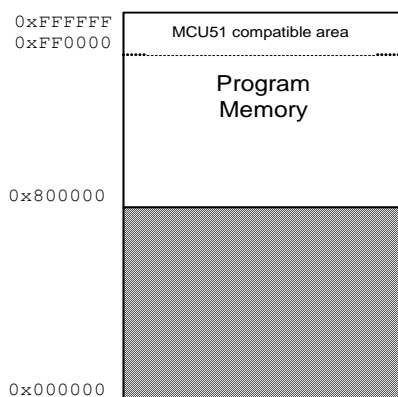 0xFFFFFF
MCU51 compatible area
0xFF0000
Program
Memory
0x800000
0x000000